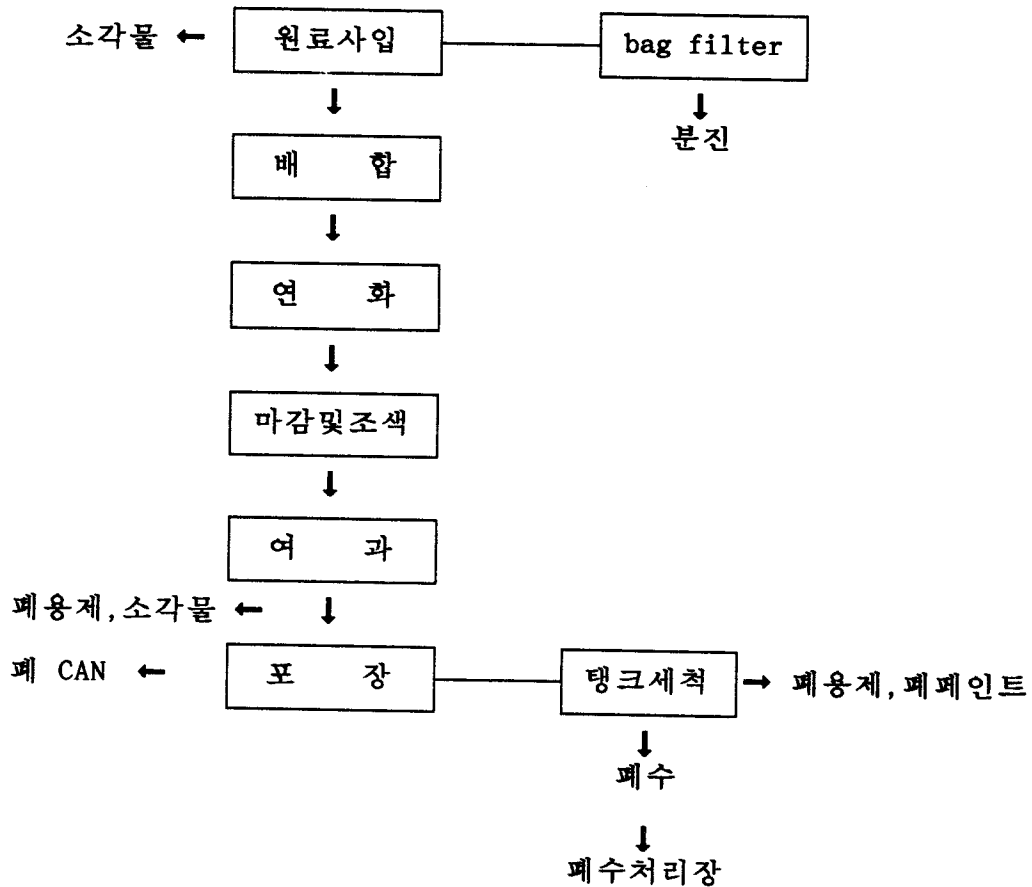 소각물 ← 원료사입 bag filter
↓ ↓
분진
배 합
↓
연 화
↓
마감및조색
↓
여 과
폐용제,소각물 ← ↓
폐 CAN ← 포 장 탱크세척 → 폐용제,폐페인트
↓
폐수
↓
폐수처리장